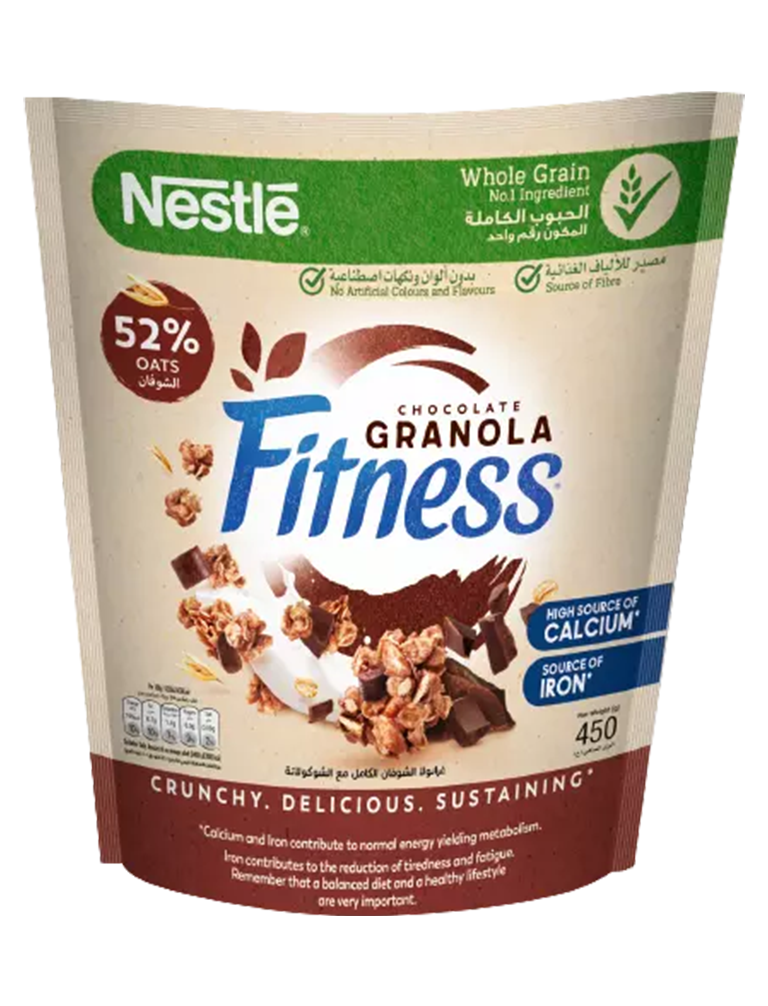 Nestlé®
Whole Grain
No.1 Ingredient
الحبوب الكاملة
المكون رقم واحد
بدون ألوان ونكهات اصطناعية
No Artificial Colours and Flavours
مصدر للألياف الغذائية
Source of Fibre
52%
OATS
الشوفان
CHOCOLATE
GRANOLA
Fitness®
HIGH SOURCE OF
CALCIUM*
SOURCE OF
IRON*
Net Weight (g)
450
غرانولا الشوفان الكامل مع الشوكولاتة
CRUNCHY. DELICIOUS. SUSTAINING*
*Calcium and Iron contribute to normal energy yielding metabolism.
Iron contributes to the reduction of tiredness and fatigue.
Remember that a balanced diet and a healthy lifestyle
are very important.